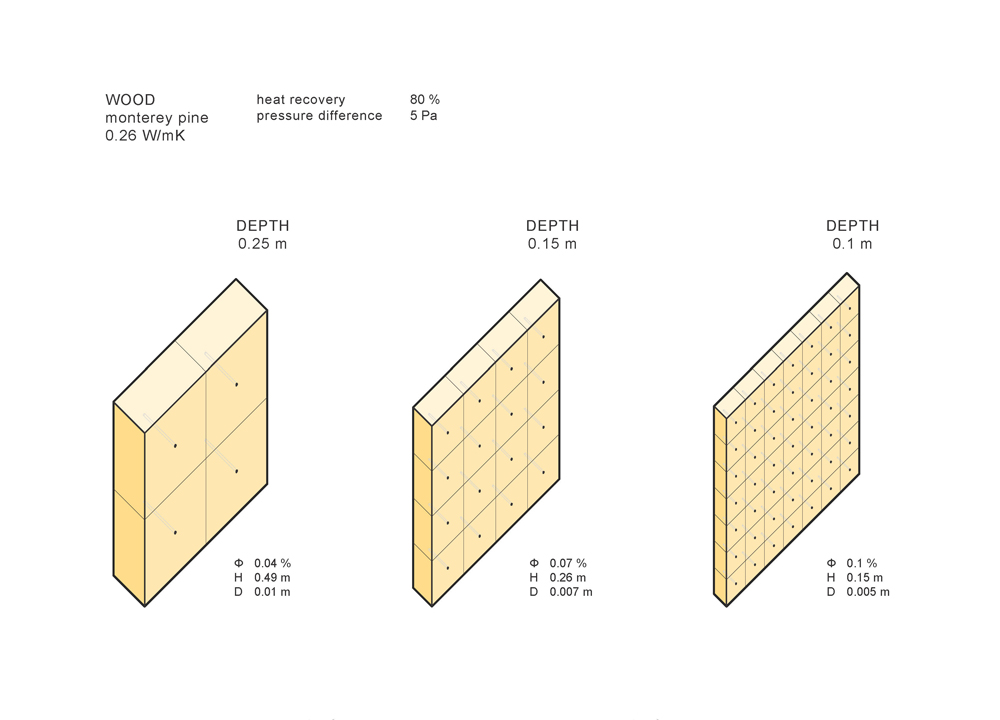 WOOD
monterey pine
0.26 W/mK
heat recovery 80 %
pressure difference 5 Pa
DEPTH
0.25 m
DEPTH
0.15 m
DEPTH
0.1 m
Φ 0.04 %
H 0.49 m
D 0.01 m
Φ 0.07 %
H 0.26 m
D 0.007 m
Φ 0.1 %
H 0.15 m
D 0.005 m